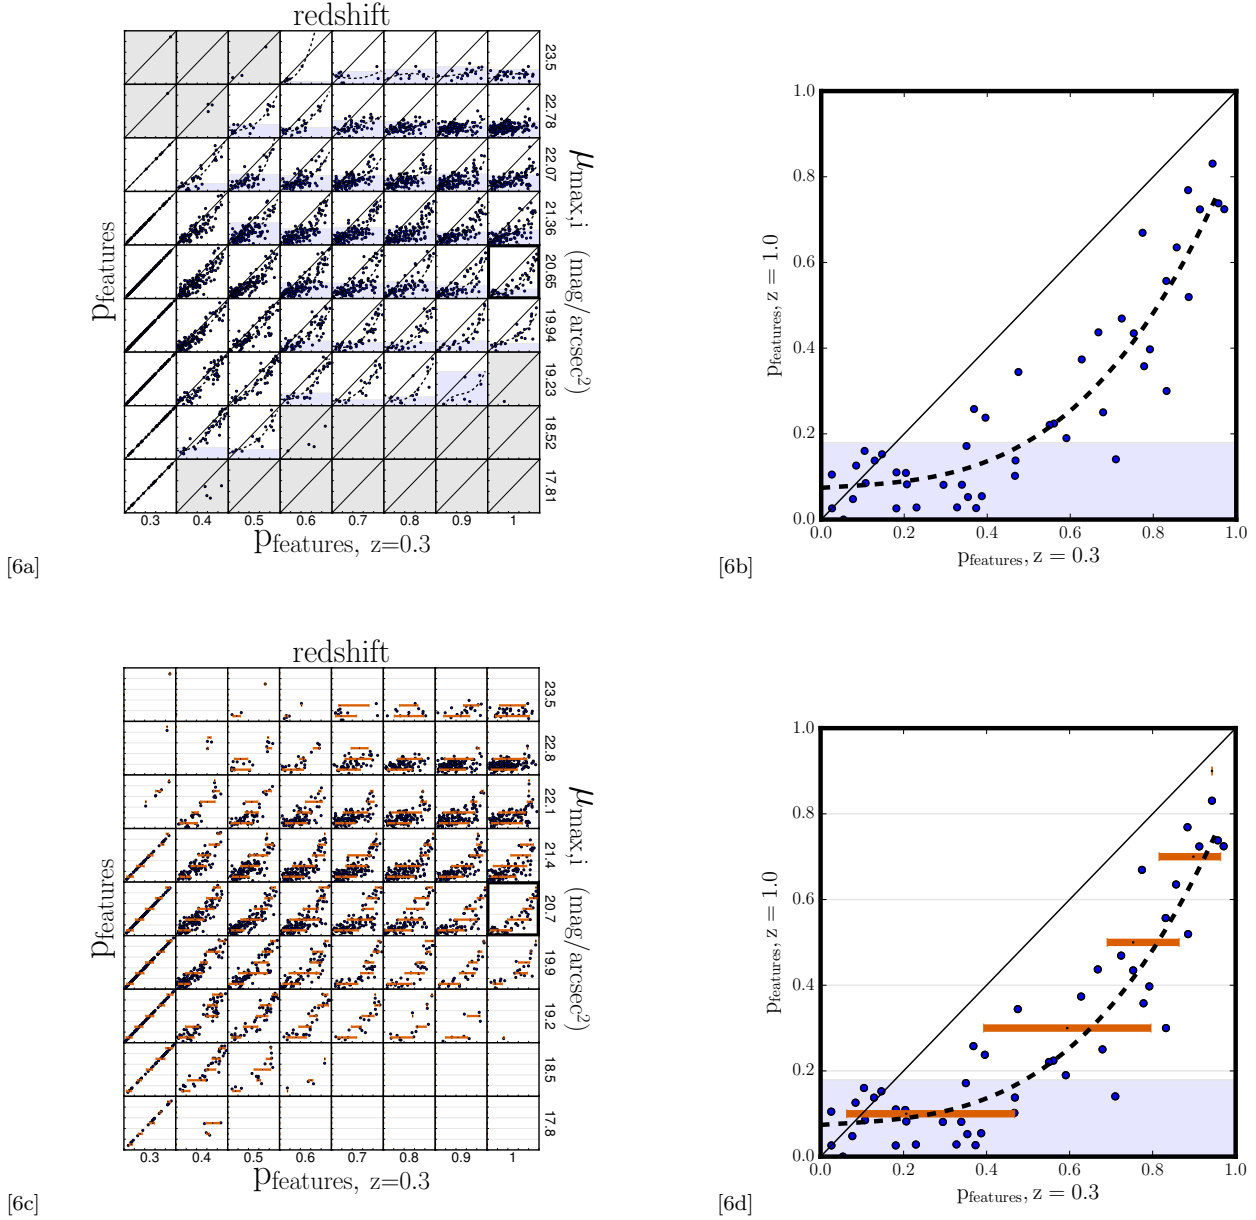 redshift
23.5
22.78
22.07
21.36
20.65
19.94
19.23
18.52
17.81
μmax,i (mag/arcsec²)
pfeatures
0.3 0.4 0.5 0.6 0.7 0.8 0.9 1
pfeatures, z=0.3
[6a]
1.0
0.8
0.6
0.4
0.2
0.0
pfeatures, z = 1.0
0.0 0.2 0.4 0.6 0.8 1.0
pfeatures, z = 0.3
[6b]
redshift
23.5
22.8
22.1
21.4
20.7
19.9
19.2
18.5
17.8
μmax,i (mag/arcsec²)
pfeatures
0.3 0.4 0.5 0.6 0.7 0.8 0.9 1
pfeatures, z=0.3
[6c]
1.0
0.8
0.6
0.4
0.2
0.0
pfeatures, z = 1.0
0.0 0.2 0.4 0.6 0.8 1.0
pfeatures, z = 0.3
[6d]